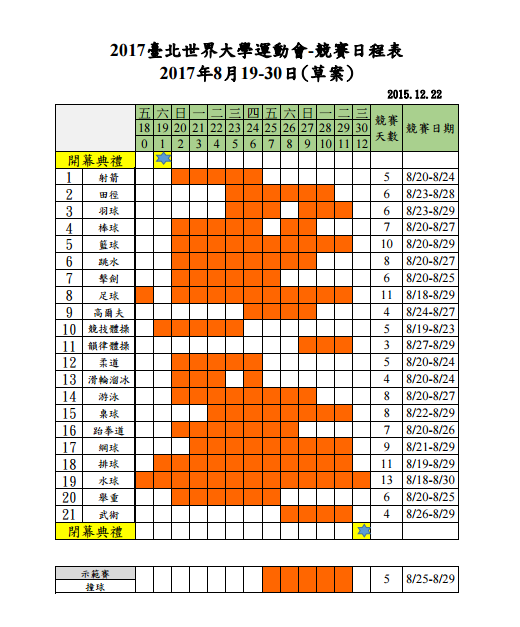 2017臺北世界大學運動會-競賽日程表
2017年8月19-30日(草案)
2015.12.22
五 六 日 一 二 三 四 五 六 日 一 二 三 競賽天數 競賽日期
18 19 20 21 22 23 24 25 26 27 28 29 30
0 1 2 3 4 5 6 7 8 9 10 11 12
開幕典禮
1 射箭 5 8/20-8/24
2 田徑 6 8/23-8/28
3 羽球 6 8/23-8/29
4 棒球 7 8/20-8/27
5 籃球 10 8/20-8/29
6 跳水 8 8/20-8/27
7 擊劍 6 8/20-8/25
8 足球 11 8/18-8/29
9 高爾夫 4 8/24-8/27
10 競技體操 5 8/19-8/23
11 韻律體操 3 8/27-8/29
12 柔道 5 8/20-8/24
13 滑輪溜冰 4 8/20-8/24
14 游泳 8 8/20-8/27
15 桌球 8 8/22-8/29
16 跆拳道 7 8/20-8/26
17 網球 9 8/21-8/29
18 排球 11 8/19-8/29
19 水球 13 8/18-8/30
20 舉重 6 8/20-8/25
21 武術 4 8/26-8/29
閉幕典禮
示範賽 5 8/25-8/29
撞球